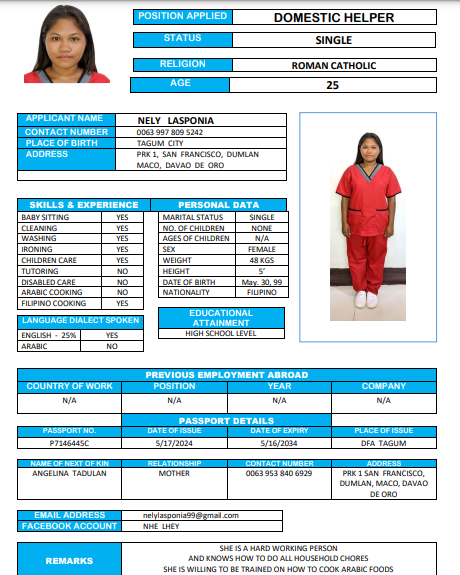 POSITION APPLIED DOMESTIC HELPER
STATUS SINGLE
RELIGION ROMAN CATHOLIC
AGE 25
APPLICANT NAME NELY LASPONIA
CONTACT NUMBER 0063 997 809 5242
PLACE OF BIRTH TAGUM CITY
ADDRESS PRK 1, SAN FRANCISCO, DUMLAN
MACO, DAVAO DE ORO
SKILLS & EXPERIENCE PERSONAL DATA
BABY SITTING YES MARITAL STATUS SINGLE
CLEANING YES NO. OF CHILDREN NONE
WASHING YES AGES OF CHILDREN N/A
IRONING YES SEX FEMALE
CHILDREN CARE YES WEIGHT 48 KGS
TUTORING NO HEIGHT 5'
DISABLED CARE NO DATE OF BIRTH May. 30, 99
ARABIC COOKING NO NATIONALITY FILIPINO
FILIPINO COOKING YES
EDUCATIONAL
ATTAINMENT
HIGH SCHOOL LEVEL
LANGUAGE DIALECT SPOKEN
ENGLISH - 25% YES
ARABIC NO
PREVIOUS EMPLOYMENT ABROAD
COUNTRY OF WORK POSITION YEAR COMPANY
N/A N/A N/A N/A
PASSPORT DETAILS
PASSPORT NO. DATE OF ISSUE DATE OF EXPIRY PLACE OF ISSUE
P7146445C 5/17/2024 5/16/2034 DFA TAGUM
NAME OF NEXT OF KIN RELATIONSHIP CONTACT NUMBER ADDRESS
ANGELINA TADULAN MOTHER 0063 953 840 6929 PRK 1 SAN FRANCISCO,
DUMLAN, MACO, DAVAO
DE ORO
EMAIL ADDRESS nelylasponia99@gmail.com
FACEBOOK ACCOUNT NHE LHEY
REMARKS
SHE IS A HARD WORKING PERSON
AND KNOWS HOW TO DO ALL HOUSEHOLD CHORES
SHE IS WILLING TO BE TRAINED ON HOW TO COOK ARABIC FOODS